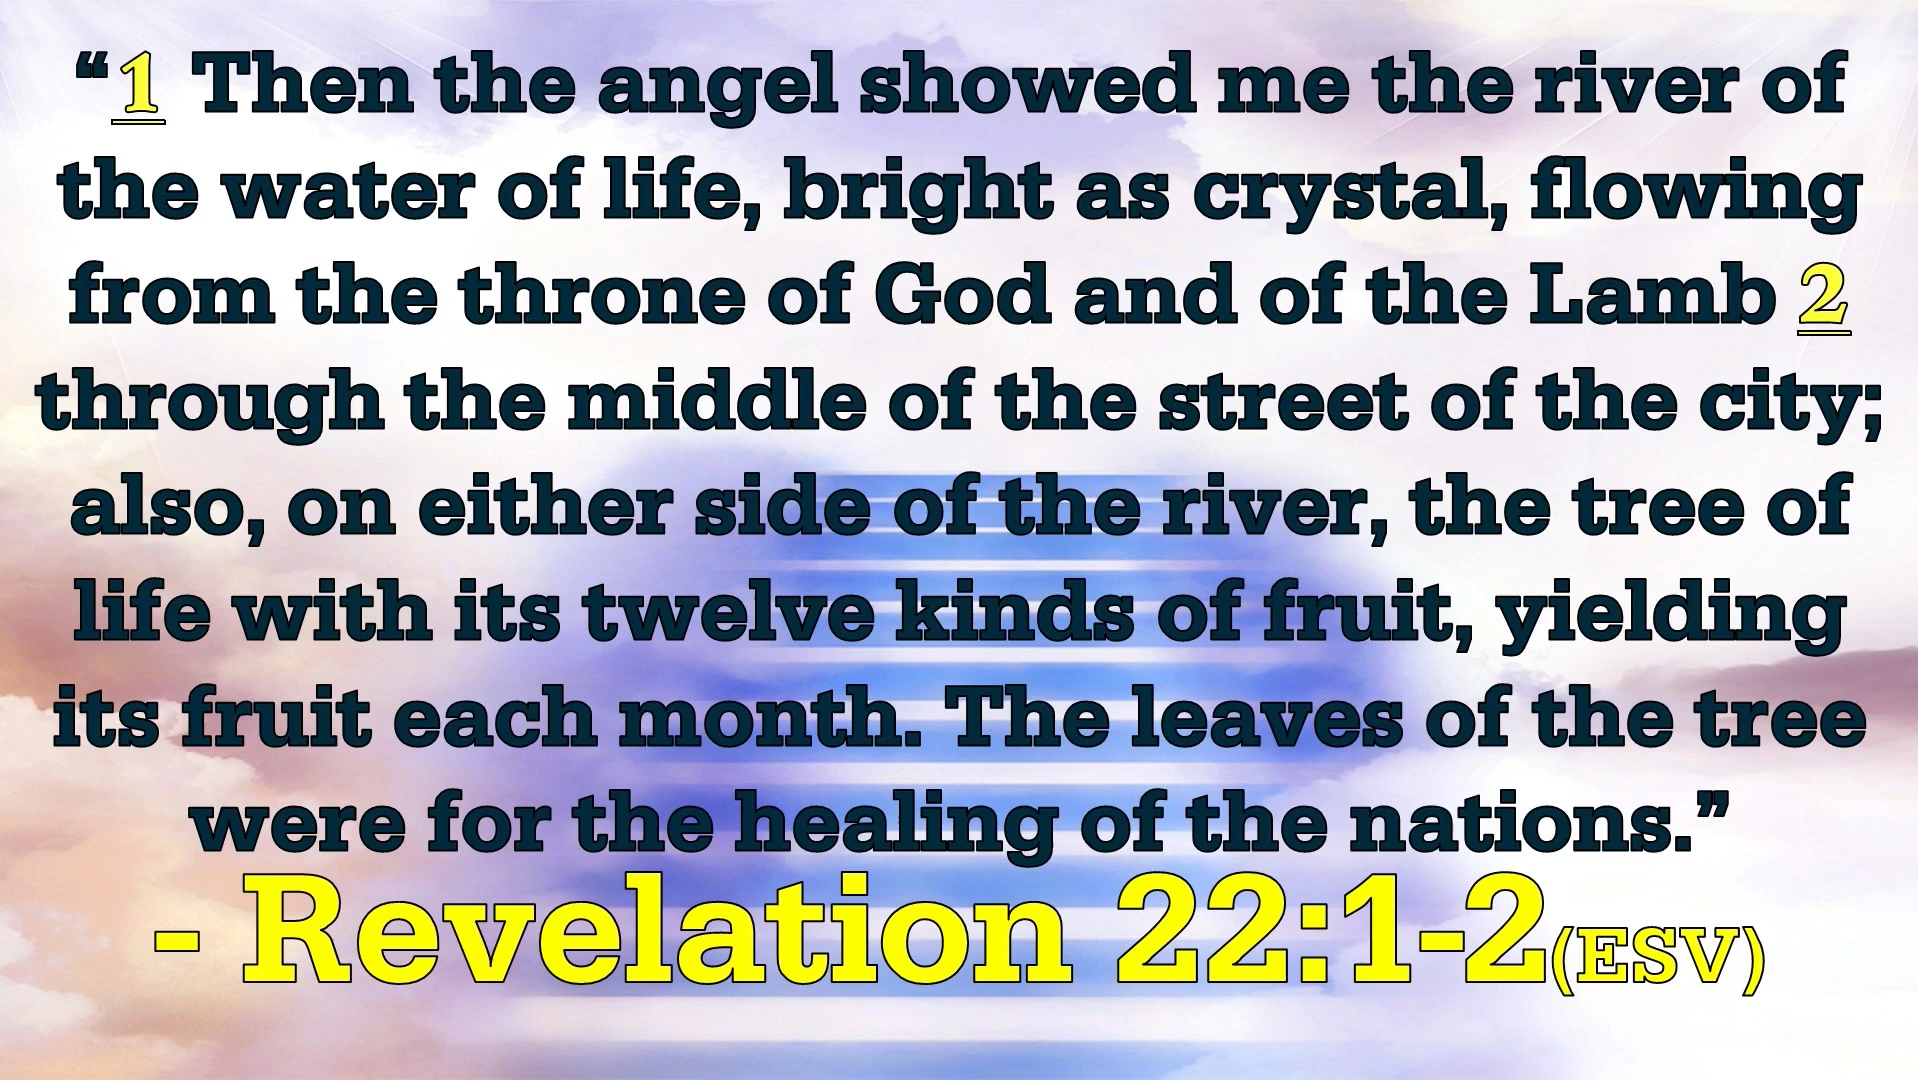 “1 Then the angel showed me the river of
the water of life, bright as crystal, flowing
from the throne of God and of the Lamb 2
through the middle of the street of the city;
also, on either side of the river, the tree of
life with its twelve kinds of fruit, yielding
its fruit each month. The leaves of the tree
were for the healing of the nations.”
- Revelation 22:1-2(ESV)